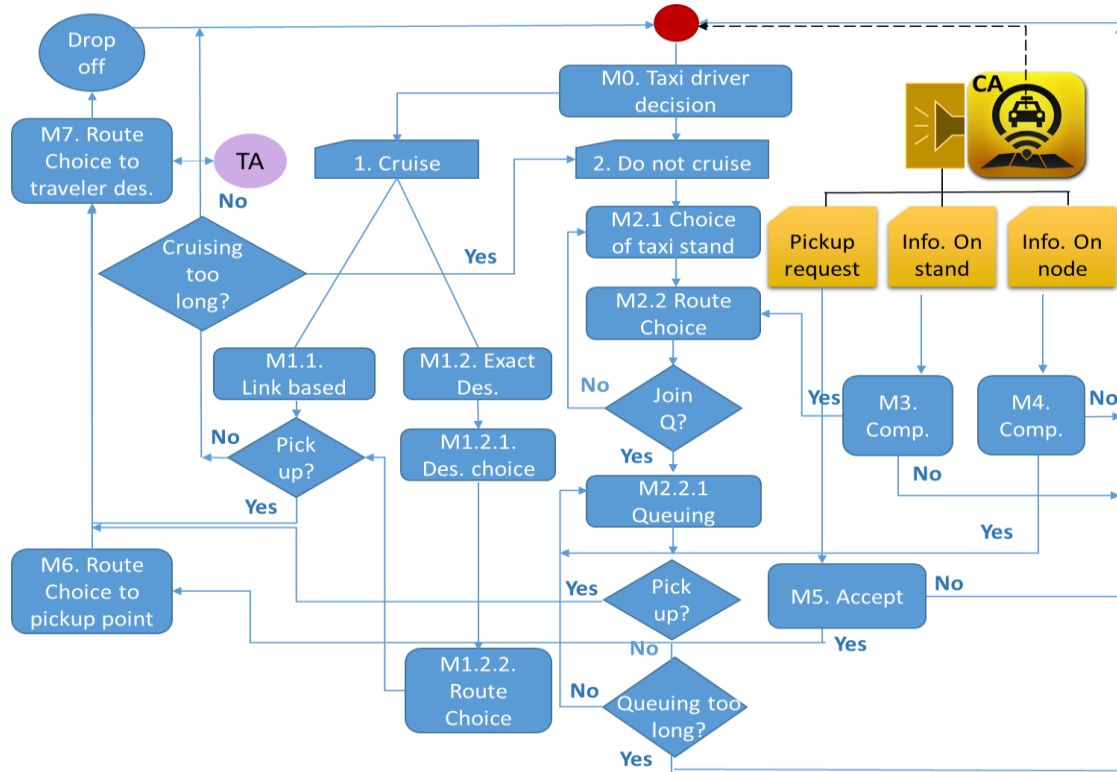 Drop
off
M0. Taxi driver
decision
CA
M7. Route
Choice to
traveler des.
TA
1. Cruise
2. Do not cruise
No
Cruising
too
long?
Yes
M2.1 Choice
of taxi stand
Pickup
request
Info. On
stand
Info. On
node
M2.2 Route
Choice
M1.1.
Link based
M1.2. Exact
Des.
No
Join
Q?
Yes
M3.
Comp.
M4.
Comp.
No
No
Pick
up?
M1.2.1.
Des. choice
Yes
No
Yes
M2.2.1
Queuing
Yes
M6. Route
Choice to
pickup point
Yes
Pick
up?
M5. Accept
No
No
Yes
M1.2.2.
Route
Choice
No
Queuing too
long?
Yes